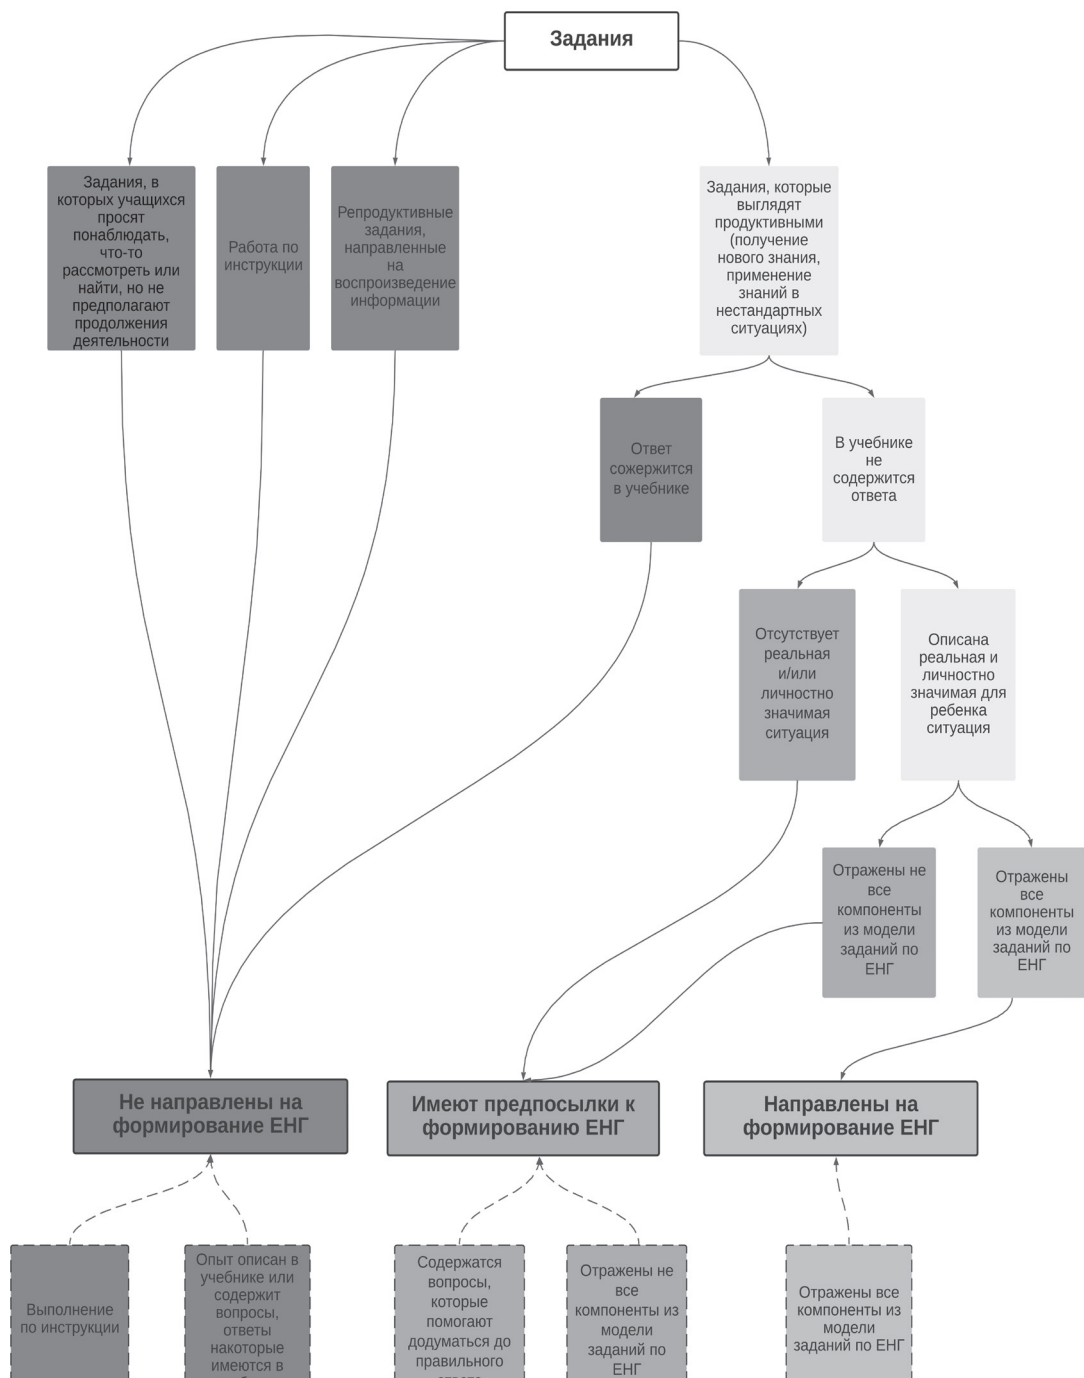 Задания
Задания, в
которых учащихся
просят
понаблюдать,
что-то
рассмотреть или
найти, но не
предполагают
продолжения
деятельности
Работа по
инструкции
Репродуктивные
задания,
направленные
на
воспроизведение
информации
Задания, которые
выглядят
продуктивными
(получение
нового знания,
применение
знаний в
нестандартных
ситуациях)
Ответ
сожержится
в учебнике
В учебнике
не
содержится
ответа
Отсутствует
реальная
и/или
личностно
значимая
ситуация
Описана
реальная и
личностно
значимая для
ребенка
ситуация
Отражены не
все
компоненты
из модели
заданий по
ЕНГ
Отражены
все
компоненты
из модели
заданий по
ЕНГ
Не направлены на
формирование ЕНГ
Имеют предпосылки к
формированию ЕНГ
Направлены на
формирование ЕНГ
Выполнение
по инструкции
Опыт описан в
учебнике или
содержит
вопросы,
ответы
накоторые
имеются в
Содержатся
вопросы,
которые
помогают
додуматься до
правильного
Отражены не
все
компоненты из
модели
заданий по
ЕНГ
Отражены все
компоненты из
модели
заданий по ЕНГ